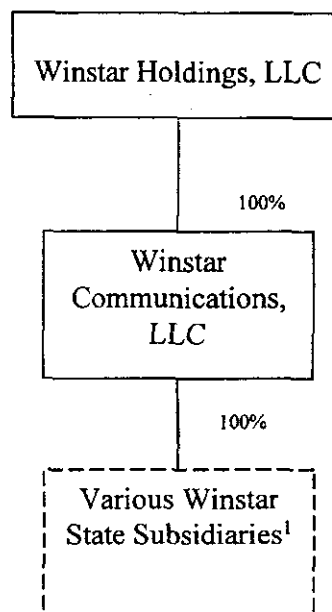 Winstar Holdings, LLC
100%
Winstar
Communications,
LLC
100%
Various Winstar
State Subsidiaries¹